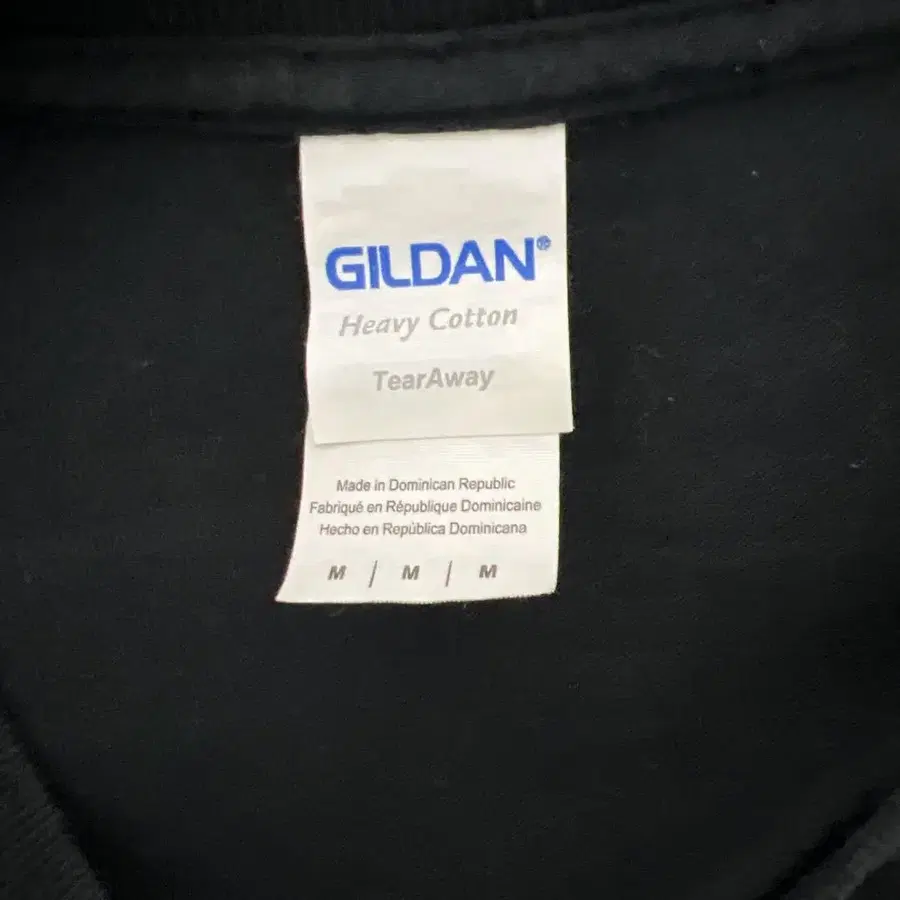 GILDAN®
Heavy Cotton
TearAway
Made in Dominican Republic
Fabriqué en République Dominicaine
Hecho en República Dominicana
M / M / M